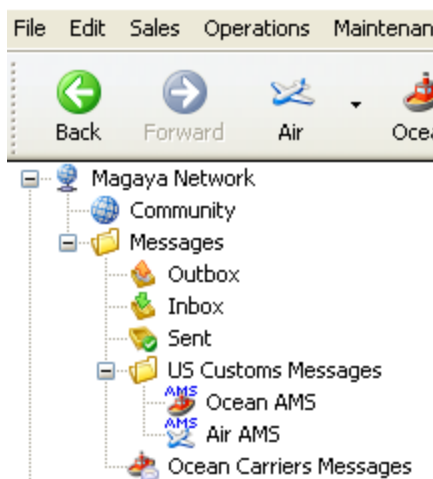 File Edit Sales Operations Maintenan
Back Forward Air Ocea
Magaya Network
Community
Messages
Outbox
Inbox
Sent
US Customs Messages
AMS Ocean AMS
AMS Air AMS
Ocean Carriers Messages